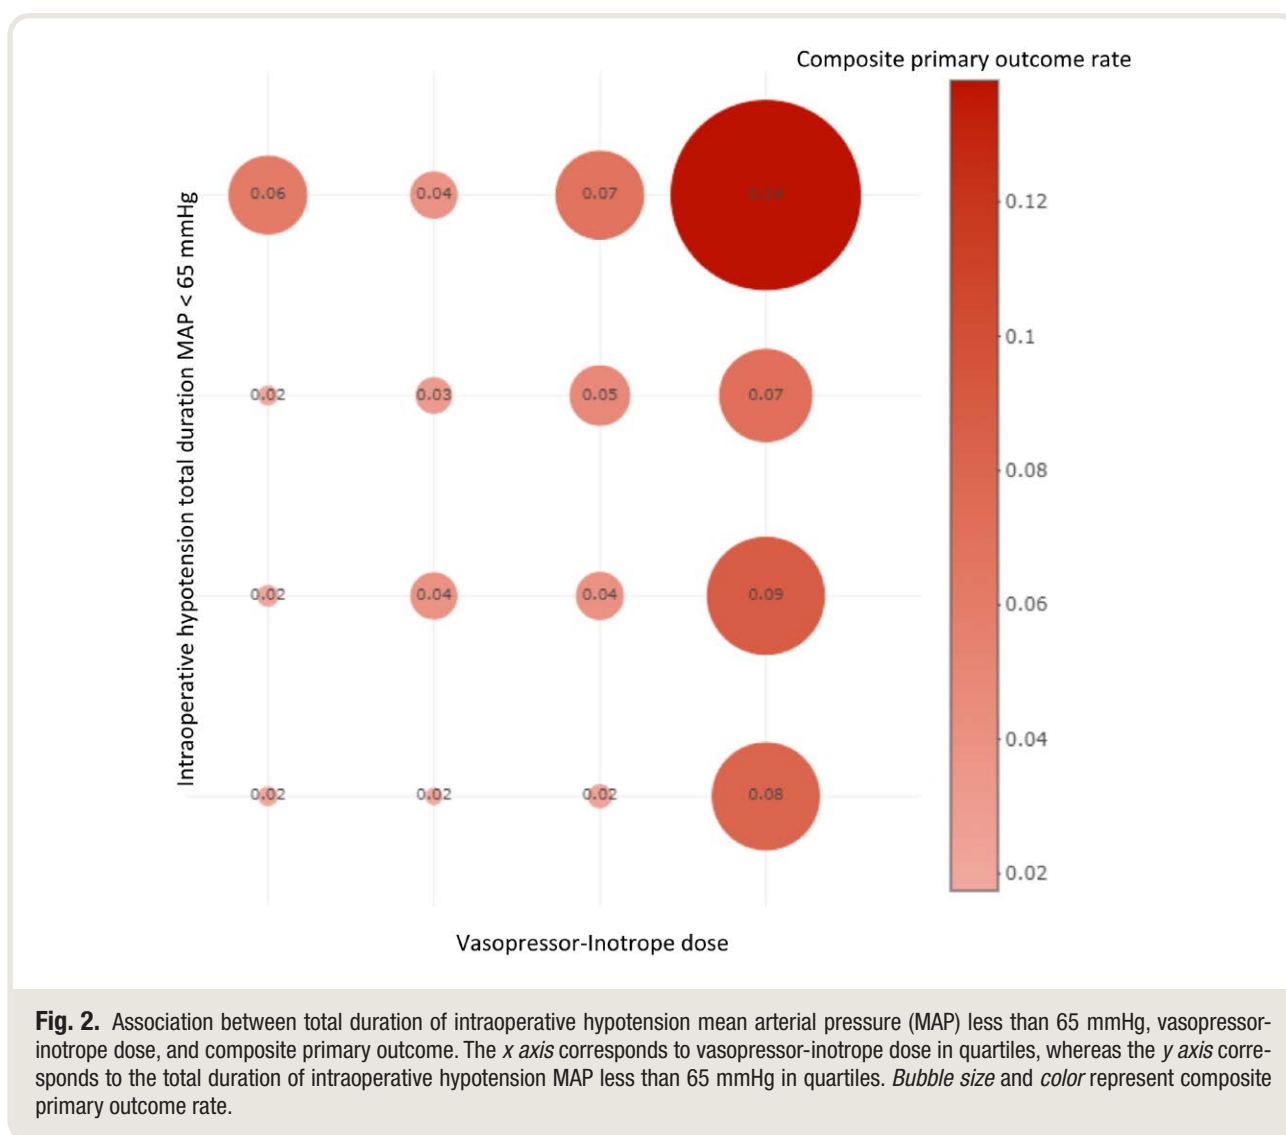 Composite primary outcome rate
Intraoperative hypotension total duration MAP < 65 mmHg
0.06 0.04 0.07 0.14
0.12
0.1
0.02 0.03 0.05 0.07
0.08
0.02 0.04 0.04 0.09
0.06
0.04
0.02 0.02 0.02 0.08
0.02
Vasopressor-Inotrope dose
Fig. 2. Association between total duration of intraoperative hypotension mean arterial pressure (MAP) less than 65 mmHg, vasopressor-
inotrope dose, and composite primary outcome. The x axis corresponds to vasopressor-inotrope dose in quartiles, whereas the y axis corre-
sponds to the total duration of intraoperative hypotension MAP less than 65 mmHg in quartiles. Bubble size and color represent composite
primary outcome rate.